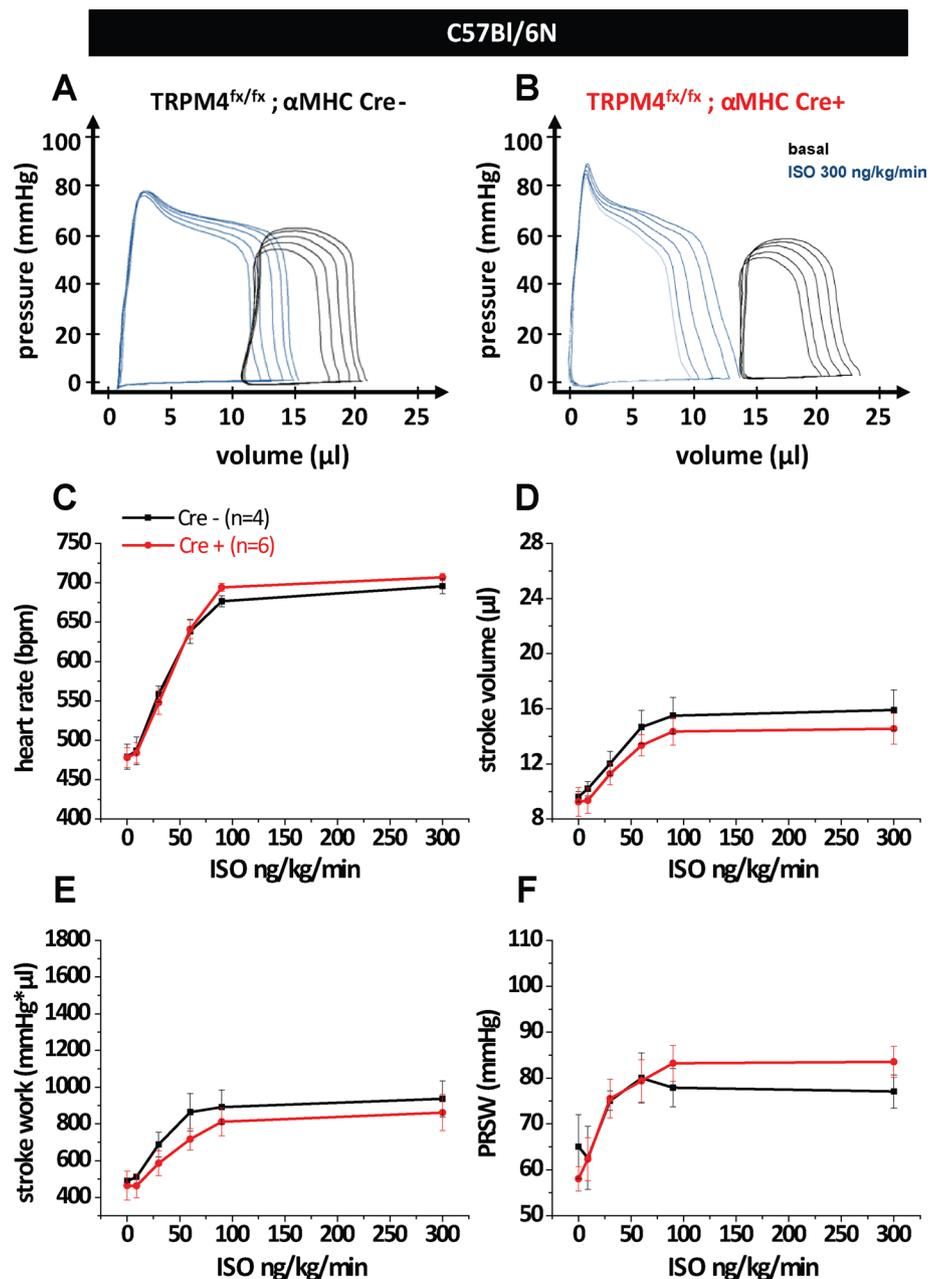 C57Bl/6N
A
TRPM4fx/fx ; αMHC Cre-
100
80
60
40
20
0
pressure (mmHg)
0 5 10 15 20 25
volume (µl)
B
TRPM4fx/fx ; αMHC Cre+
basal
ISO 300 ng/kg/min
100
80
60
40
20
0
pressure (mmHg)
0 5 10 15 20 25
volume (µl)
C
Cre - (n=4)
Cre + (n=6)
750
700
650
600
550
500
450
400
heart rate (bpm)
0 50 100 150 200 250 300
ISO ng/kg/min
D
28
24
20
16
12
8
stroke volume (µl)
0 50 100 150 200 250 300
ISO ng/kg/min
E
1800
1600
1400
1200
1000
800
600
400
stroke work (mmHg*µl)
0 50 100 150 200 250 300
ISO ng/kg/min
F
110
100
90
80
70
60
50
PRSW (mmHg)
0 50 100 150 200 250 300
ISO ng/kg/min